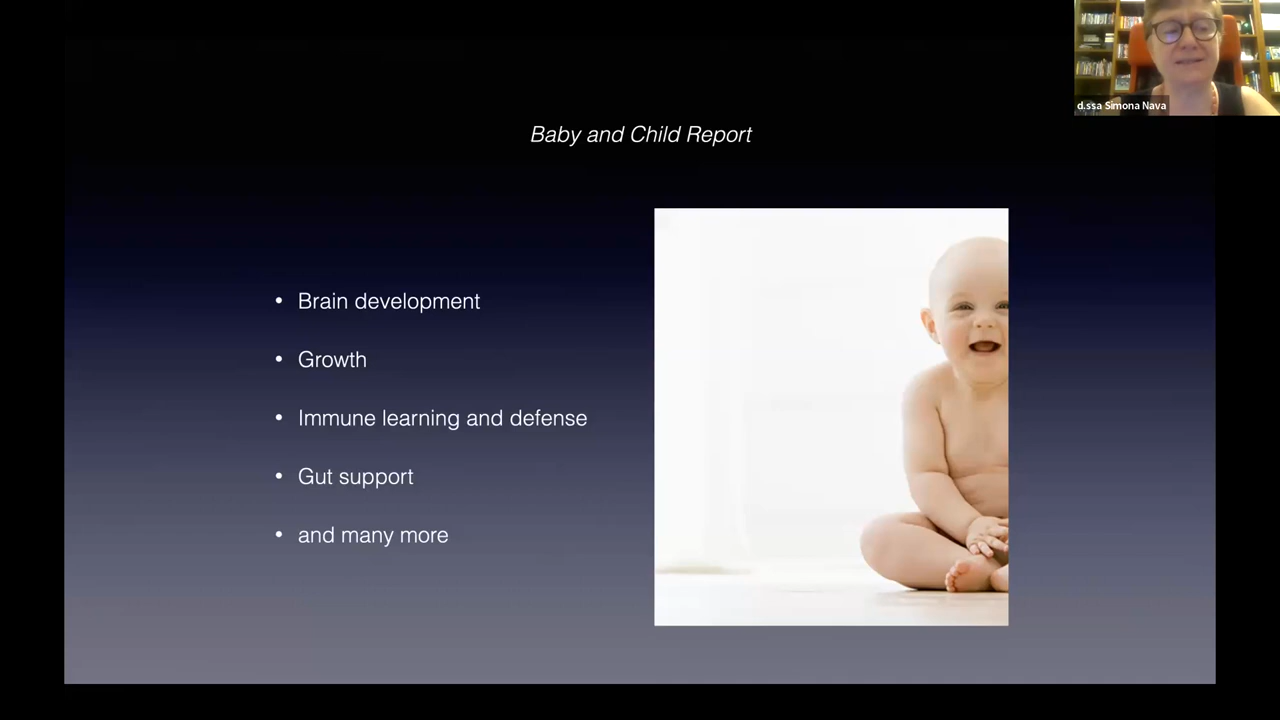 d.ssa Simona Nava
Baby and Child Report
• Brain development
• Growth
• Immune learning and defense
• Gut support
• and many more